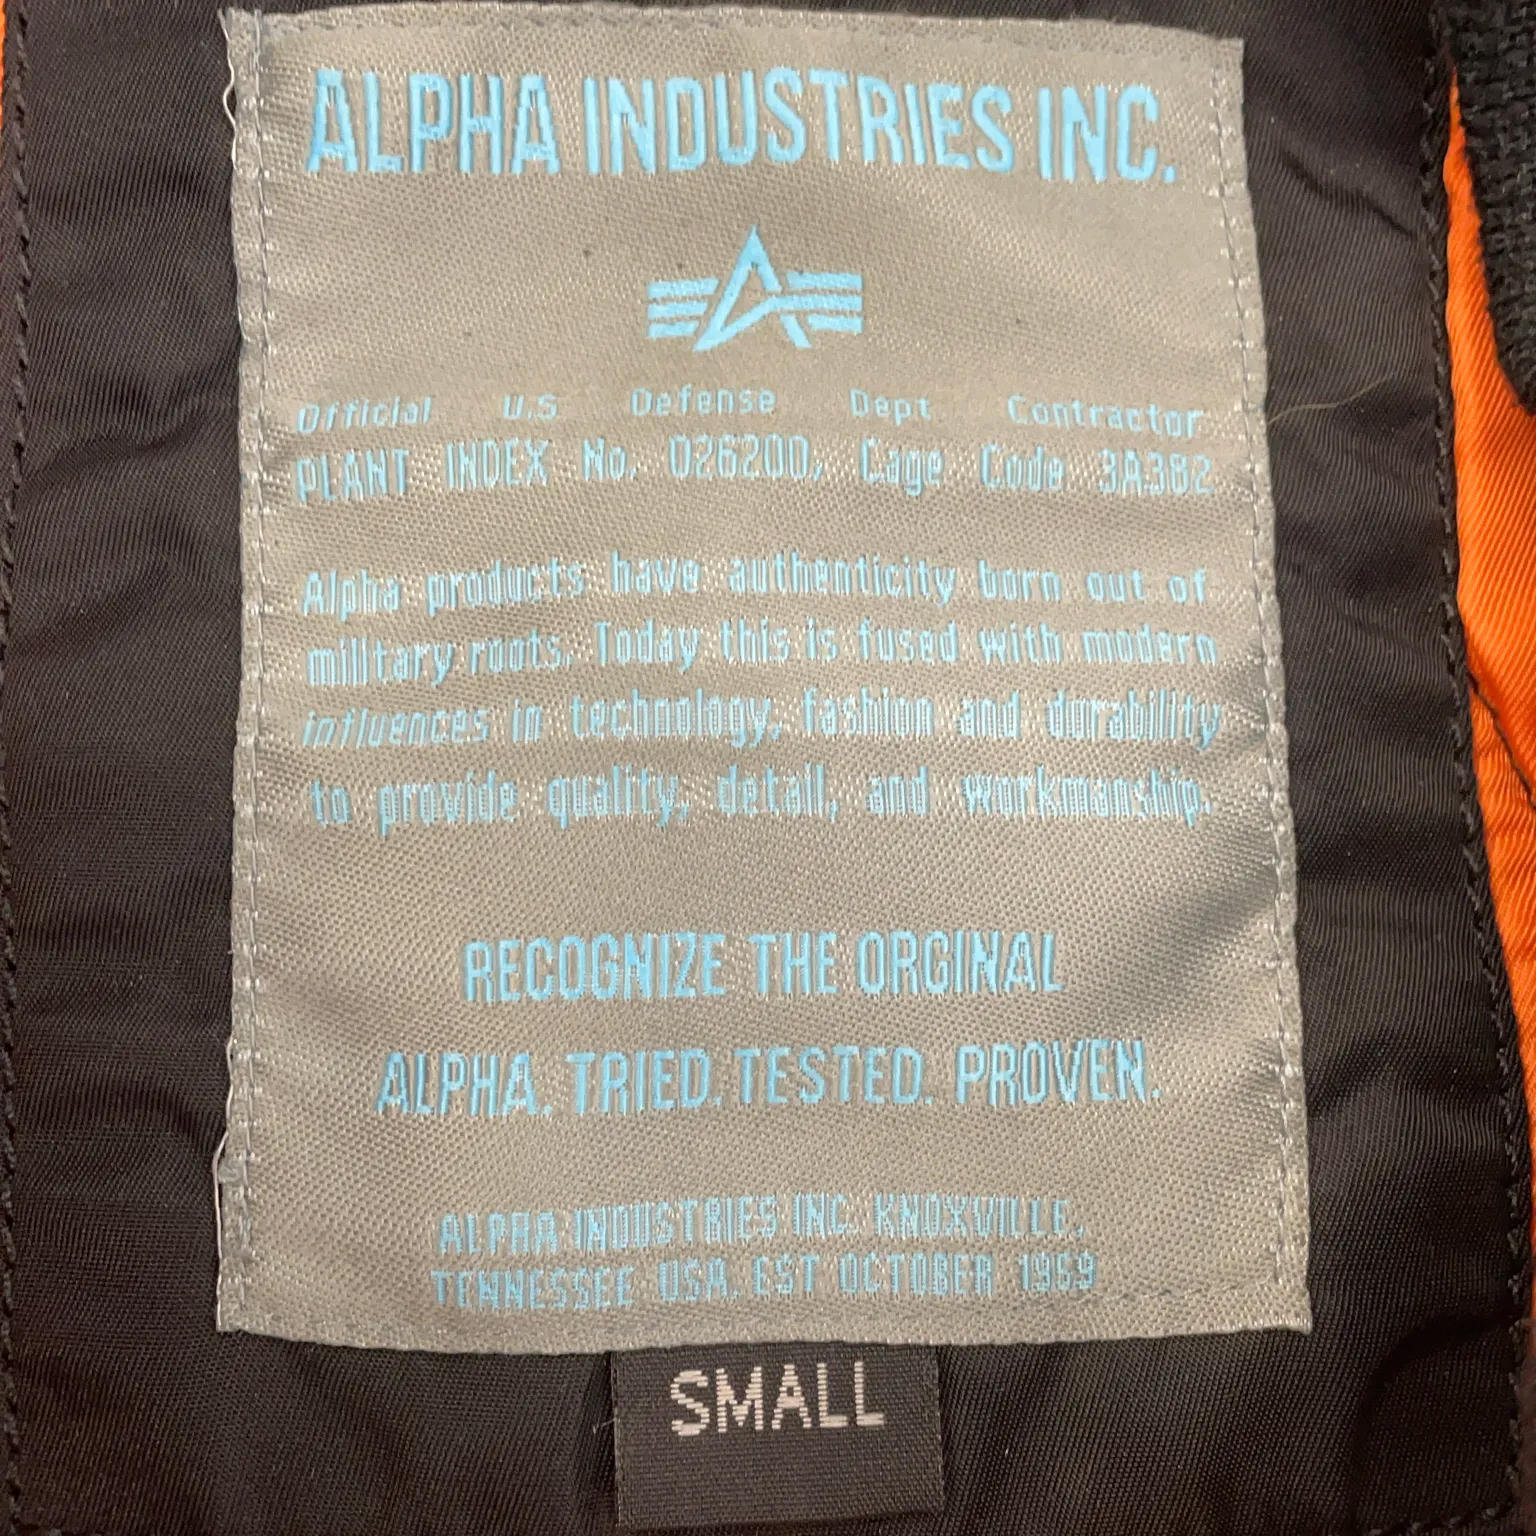 ALPHA INDUSTRIES INC.
Official U.S Defense Dept Contractor
PLANT INDEX No. 026200, Cage Code 3A382
Alpha products have authenticity born out of
military roots. Today this is fused with modern
influences in technology, fashion and durability
to provide quality, detail, and workmanship.
RECOGNIZE THE ORGINAL
ALPHA. TRIED. TESTED. PROVEN.
ALPHA INDUSTRIES INC. KNOXVILLE,
TENNESSEE USA. EST OCTOBER 1959
SMALL